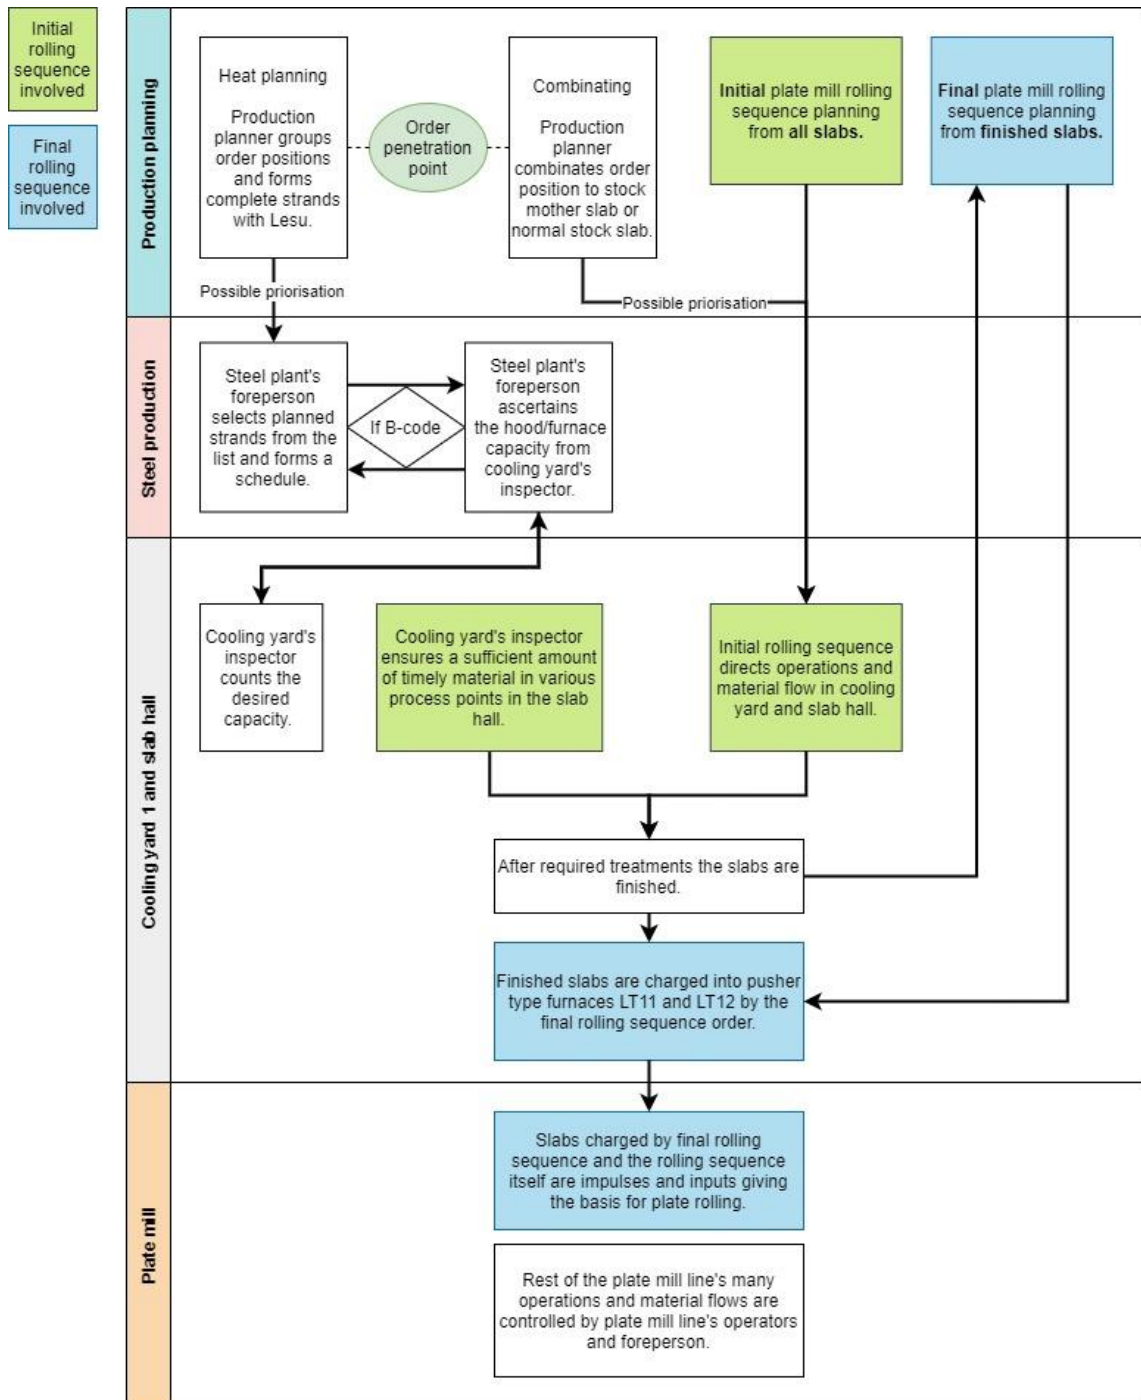 Initial
rolling
sequence
involved
Final
rolling
sequence
involved
Production planning
Heat planning
Production
planner groups
order positions
and forms
complete strands
with Lesu.
Order
penetration
point
Combinating
Production
planner
combinates order
position to stock
mother slab or
normal stock slab.
Initial plate mill rolling
sequence planning
from all slabs.
Final plate mill rolling
sequence planning
from finished slabs.
Possible priorisation
Possible priorisation
Steel production
Steel plant's
foreperson
selects planned
strands from the
list and forms a
schedule.
If B-code
Steel plant's
foreperson
ascertains
the hood/furnace
capacity from
cooling yard's
inspector.
Cooling yard 1 and slab hall
Cooling yard's
inspector
counts the
desired
capacity.
Cooling yard's inspector
ensures a sufficient amount
of timely material in various
process points in the slab
hall.
Initial rolling sequence
directs operations and
material flow in cooling
yard and slab hall.
After required treatments the slabs are
finished.
Finished slabs are charged into pusher
type furnaces LT11 and LT12 by the
final rolling sequence order.
Plate mill
Slabs charged by final rolling
sequence and the rolling sequence
itself are impulses and inputs giving
the basis for plate rolling.
Rest of the plate mill line's many
operations and material flows are
controlled by plate mill line's operators
and foreperson.